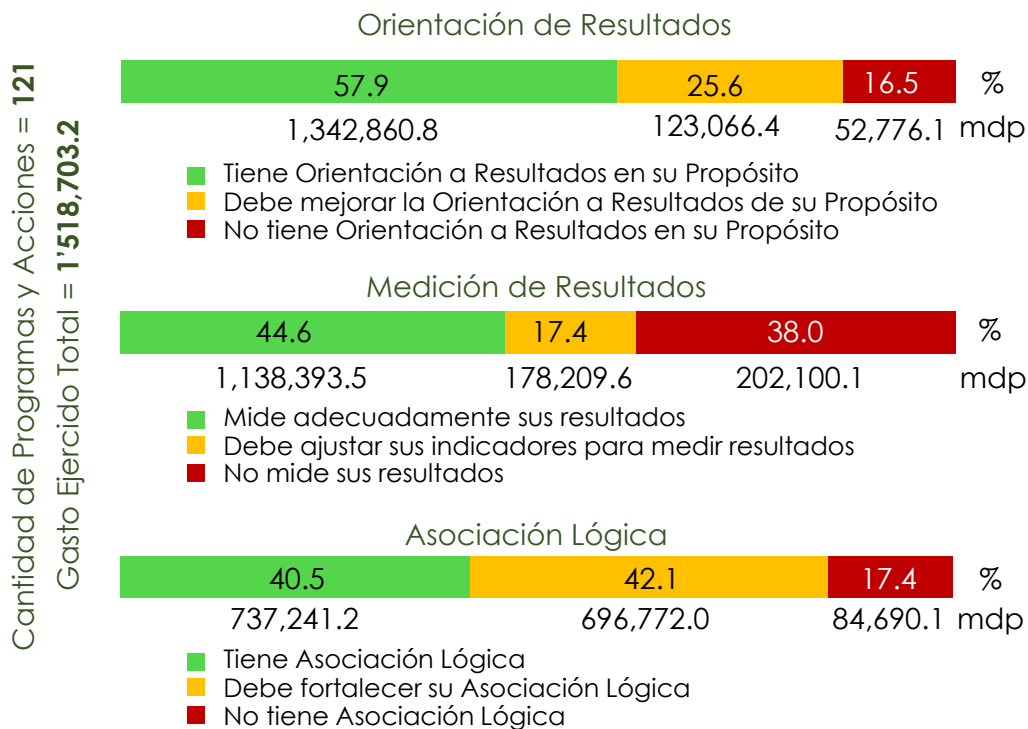 Cantidad de Programas y Acciones = 121
Gasto Ejercido Total = 1'518,703.2
Orientación de Resultados
57.9 25.6 16.5 %
1,342,860.8 123,066.4 52,776.1 mdp
Tiene Orientación a Resultados en su Propósito
Debe mejorar la Orientación a Resultados de su Propósito
No tiene Orientación a Resultados en su Propósito
Medición de Resultados
44.6 17.4 38.0 %
1,138,393.5 178,209.6 202,100.1 mdp
Mide adecuadamente sus resultados
Debe ajustar sus indicadores para medir resultados
No mide sus resultados
Asociación Lógica
40.5 42.1 17.4 %
737,241.2 696,772.0 84,690.1 mdp
Tiene Asociación Lógica
Debe fortalecer su Asociación Lógica
No tiene Asociación Lógica